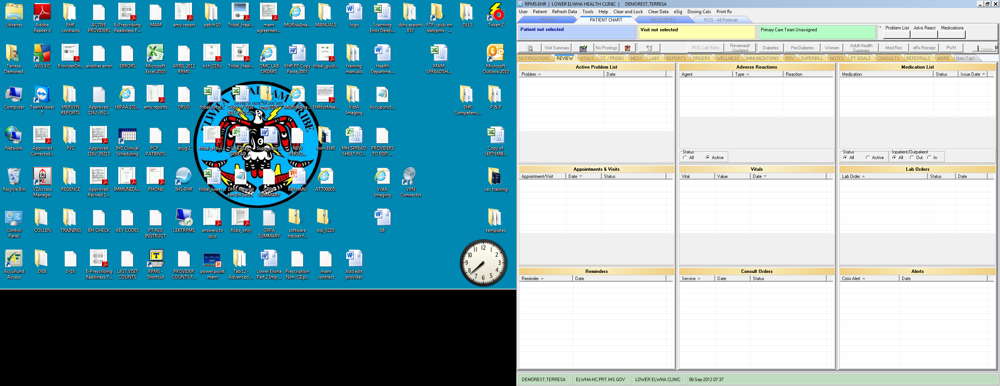 Libraries
Adobe Reader X
EHR contracts
ACTIVE PROVIDERS
E-Prescribing Readiness F...
MAM
amy reoprt
patch 10
Tribal_Heal...
mam agreemen...
MURiskAna...
MANUALS
logo
Scanning Error Deleti...
dshs exports 837
FTP--pub on lektrpms - ...
DLLS
Token 2
Terresa Demorest
AVG 9.0
ProviderOn...
another error
ERRORS
Microsoft Excel 2010
APRIL 2012 RPMS
bch_010u
Tribal_Heal...
OMC LAB ORDERS
EHR PP Copy Paste 2007
tribal_guid...
training manuals
Health Departme...
MAM SPREADSH...
Microsoft Outlook 2010
Computer
TeamViewer 7
MERVYN REPORTS
Approved 1162-392...
HIPAA.101...
amy reports
DRUG
tribal_local...
Copy of 2012 BILL REC C...
bnp_0100
MURiskAna...
EHRforMea...
VistA Imaging
Accupunct...
EHR Competenc...
P & P
Network
Approved Corrected...
PVC
Approved 1162-39213
IHS Clinical Scheduling
PCP PATIENTS
drug 2
tribal_activi...
LAB POC SPREAD ...
Supervisor...
NEW PERSO...
him-EHR
MH SPREAD SHEET FO...
PROVIDERS TO EDIT ...
Copy of SEPTEMB...
Recycle Bin
VZAccess Manager
REGENCE
Approved Revised 1...
IMMUNIZA...
PHONE
IHS-EHR
tribal_lower...
DHC Referral for BH Serv...
GRPA SUMMARY
RAforMU
ATT00005.
VistA Imaging
VPN Connector
cac training
Control Panel
COLLEN
TRAINING
BH CHECK
KEY CODES
PT REG INSTRUCT
LEKTRPMS
answers to quiz
Robs_only
GRPA SUMMARY
software tracker f...
bqi_0210
08
templates
AccuFund Access
DEB
0-18
E-Prescribing Readiness F...
LAST VISIT COUNTS
RPMS - Shortcut
PROVIDER COUNTS F...
power point mam
Tab 12- Advanced ...
Lower Elwha Part 2 Imp ...
Prescription Non-CII.p...
mam contract
Add edit provider
12 1 2 3 4 5 6 7 8 9 10 11
RPMS-EHR | LOWER ELWHA HEALTH CLINIC | DEMOREST,TERRESA
User Patient Refresh Data Tools Help Clear and Lock Clear Data eSig Dosing Calc Print Rx
PRIVACY PATIENT CHART RESOURCES RCIS - All Referrals
Patient not selected
Visit not selected
Primary Care Team Unassigned
Problem List Advs React Medications
Visit Summary No Postings POC Lab Entry Reviewed/ Updated Diabetes Pre-Diabetes Women Adult Health Summary Med Rec eRx Receipt PWH Delete
NOTIFICATIONS REVIEW VITALS CC / PROBS MEDS LABS REPORTS ORDERS WELLNESS IMMUNIZATIONS POV SUPERBILL NOTES PT GOALS CONSULTS REFERRALS MORE New Tab1
Active Problem List
Problem Date
Adverse Reactions
Agent Type Reaction
Status
All Active
Medication List
Medication Status Issue Date
Status
All Active
Inpatient/Outpatient
All Out In
Appointments & Visits
Appointment/Visit Date Status
Vitals
Vital Value Date
Lab Orders
Lab Order Status Date
Reminders
Reminder Date
Consult Orders
Service Date Status
Alerts
Crisis Alert Date
DEMOREST,TERRESA ELWHA-HC.PRT.IHS.GOV LOWER ELWHA CLINIC 06-Sep-2012 07:37